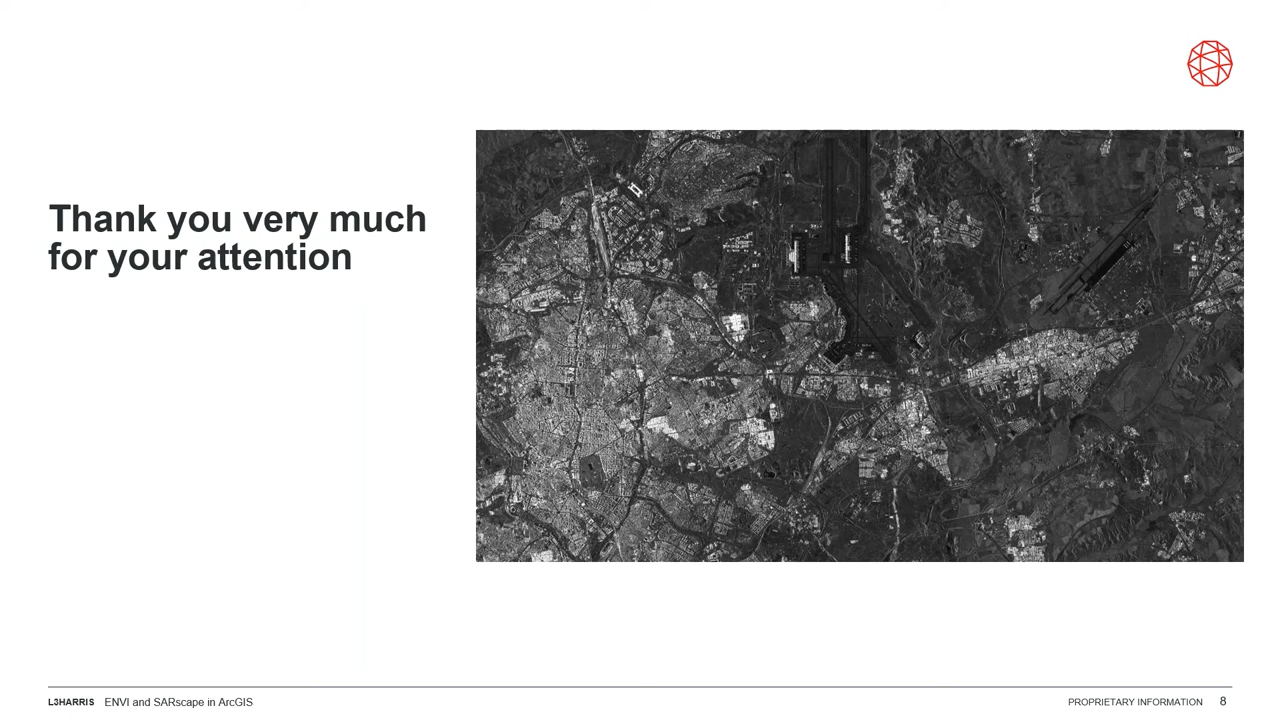 Thank you very much
for your attention
L3HARRIS ENVI and SARscape in ArcGIS
PROPRIETARY INFORMATION 8